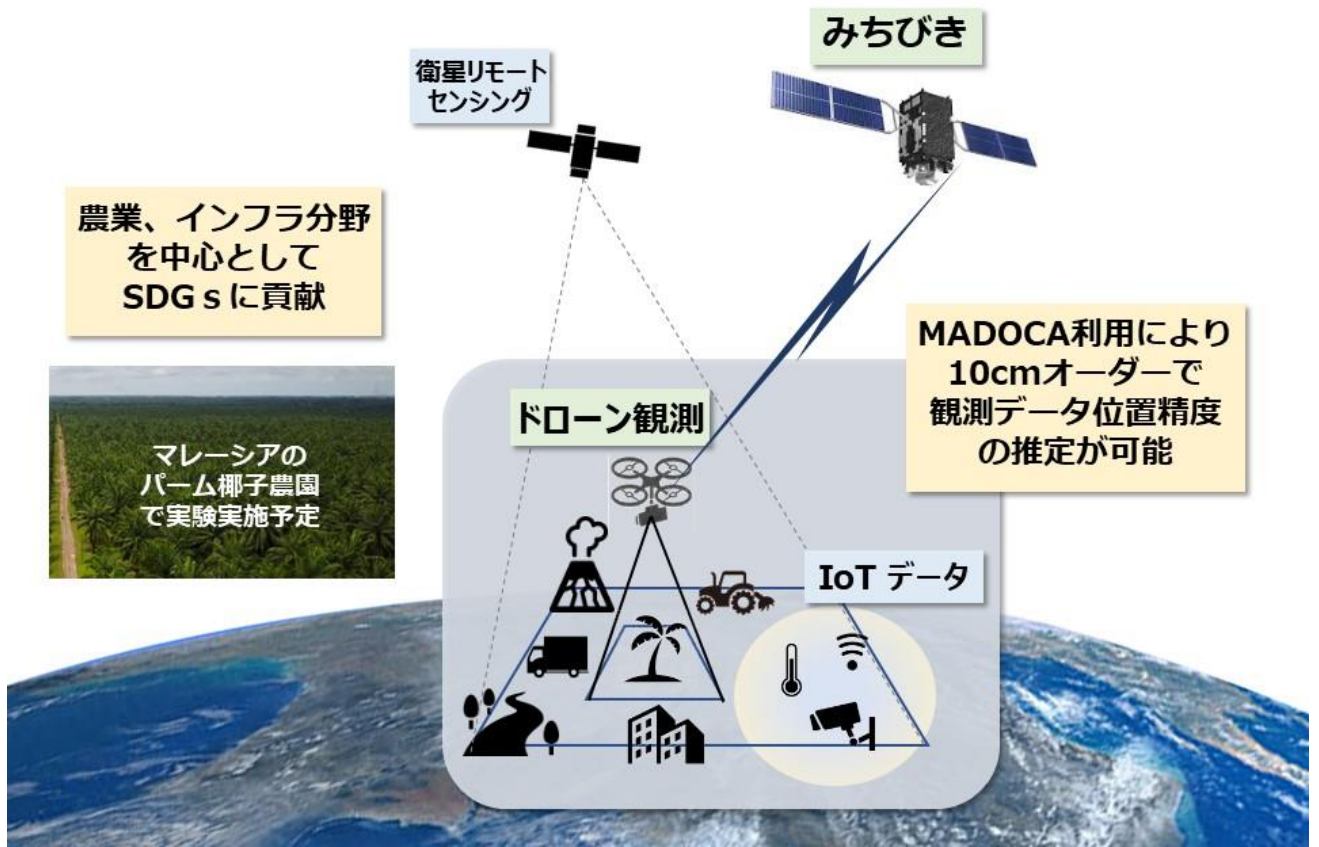 みちびき
衛星リモート
センシング
農業、インフラ分野
を中心として
SDGｓに貢献
MADOCA利用により
10cmオーダーで
観測データ位置精度
の推定が可能
ドローン観測
マレーシアの
パーム椰子農園
で実験実施予定
IoT データ